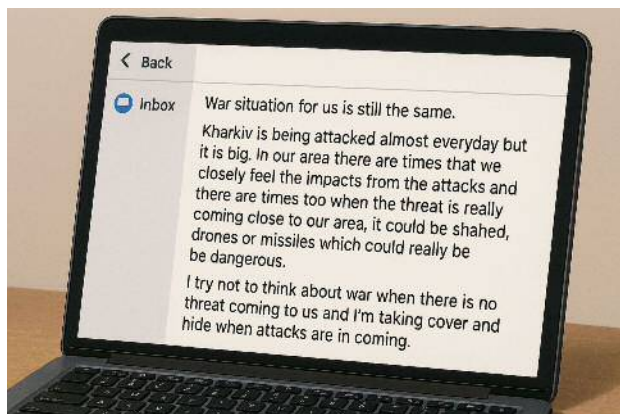 Back
Inbox
War situation for us is still the same.
Kharkiv is being attacked almost everyday but
it is big. In our area there are times that we
closely feel the impacts from the attacks and
there are times too when the threat is really
coming close to our area, it could be shahed,
drones or missiles which could really be
be dangerous.
I try not to think about war when there is no
threat coming to us and I'm taking cover and
hide when attacks are in coming.